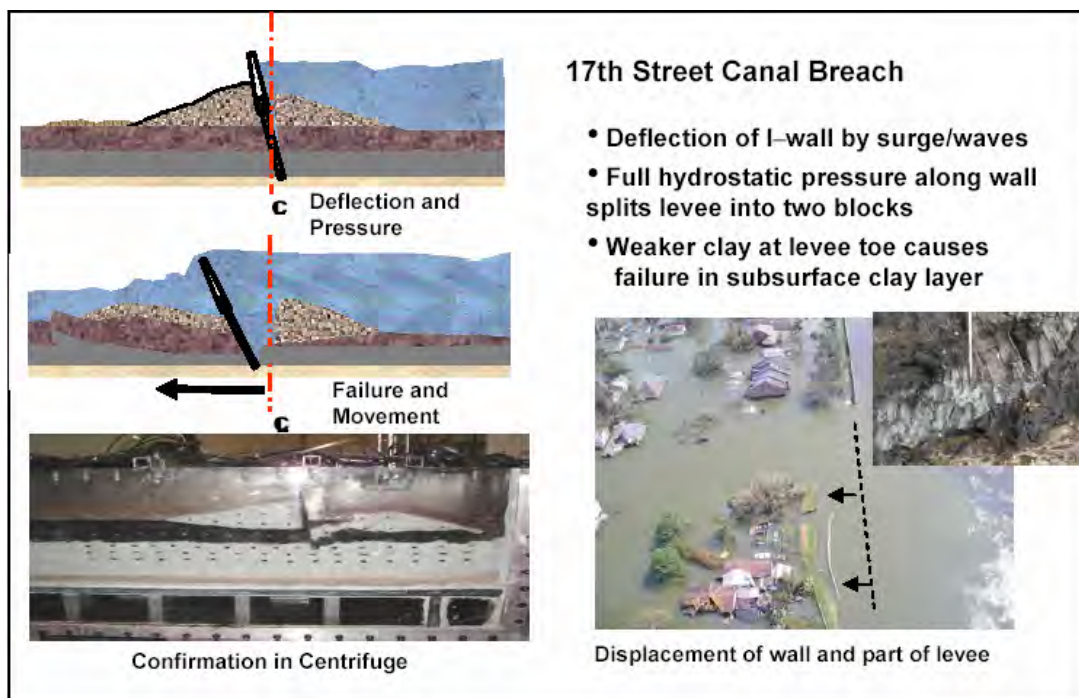 17th Street Canal Breach
• Deflection of I–wall by surge/waves
• Full hydrostatic pressure along wall
splits levee into two blocks
• Weaker clay at levee toe causes
failure in subsurface clay layer
C
Deflection and
Pressure
C
Failure and
Movement
Confirmation in Centrifuge
Displacement of wall and part of levee